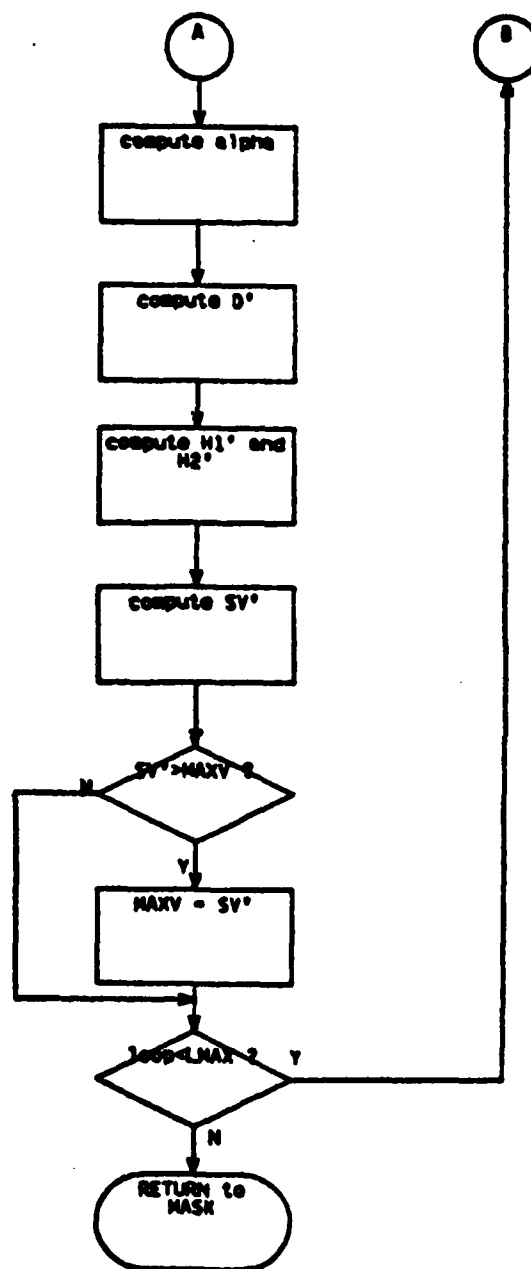 A
B
compute alpha
compute D'
compute H1' and
H2'
compute SV'
SV'>MAXV ?
N
Y
MAXV = SV'
loop<LMAX ?
Y
N
RETURN to
MASK